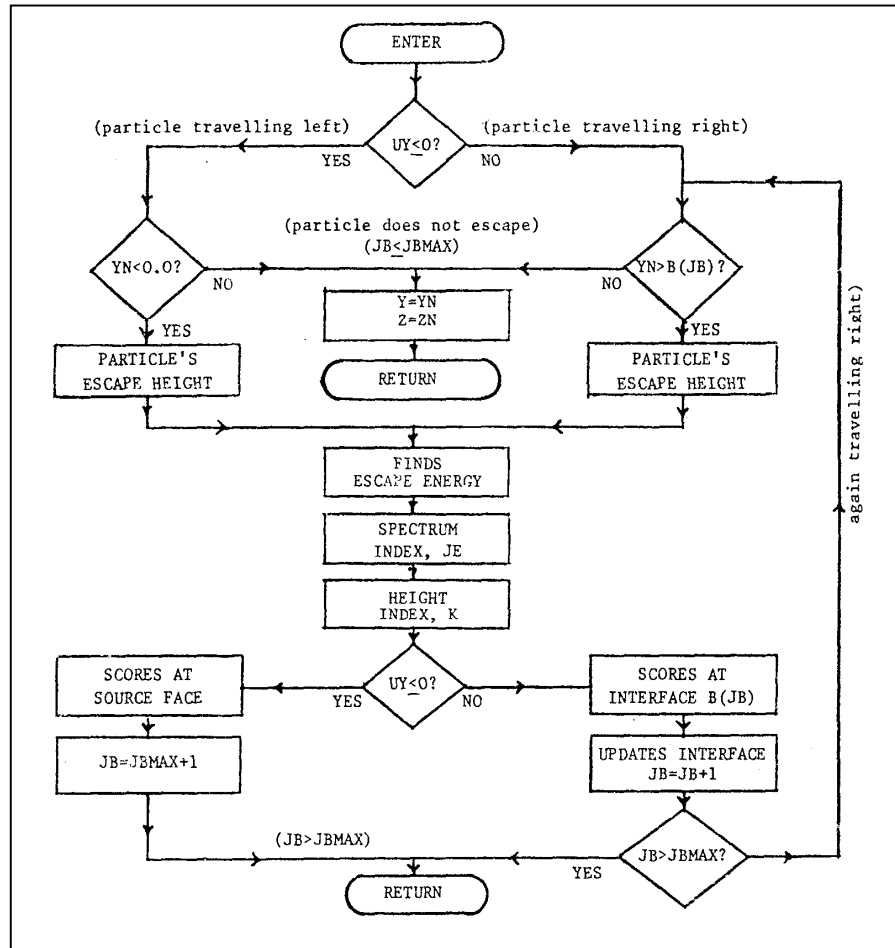 ENTER
(particle travelling left)
(particle travelling right)
UY≤0?
YES
NO
(particle does not escape)
(JB≤JBMAX)
YN<0.0?
NO
YN>B(JB)?
NO
Y=YN
Z=ZN
YES
YES
PARTICLE'S
ESCAPE HEIGHT
RETURN
PARTICLE'S
ESCAPE HEIGHT
again travelling right)
FINDS
ESCAPE ENERGY
SPECTRUM
INDEX, JE
HEIGHT
INDEX, K
SCORES AT
SOURCE FACE
UY≤0?
YES
NO
SCORES AT
INTERFACE B(JB)
JB=JBMAX+1
UPDATES INTERFACE
JB=JB+1
(JB>JBMAX)
JB>JBMAX?
YES
RETURN